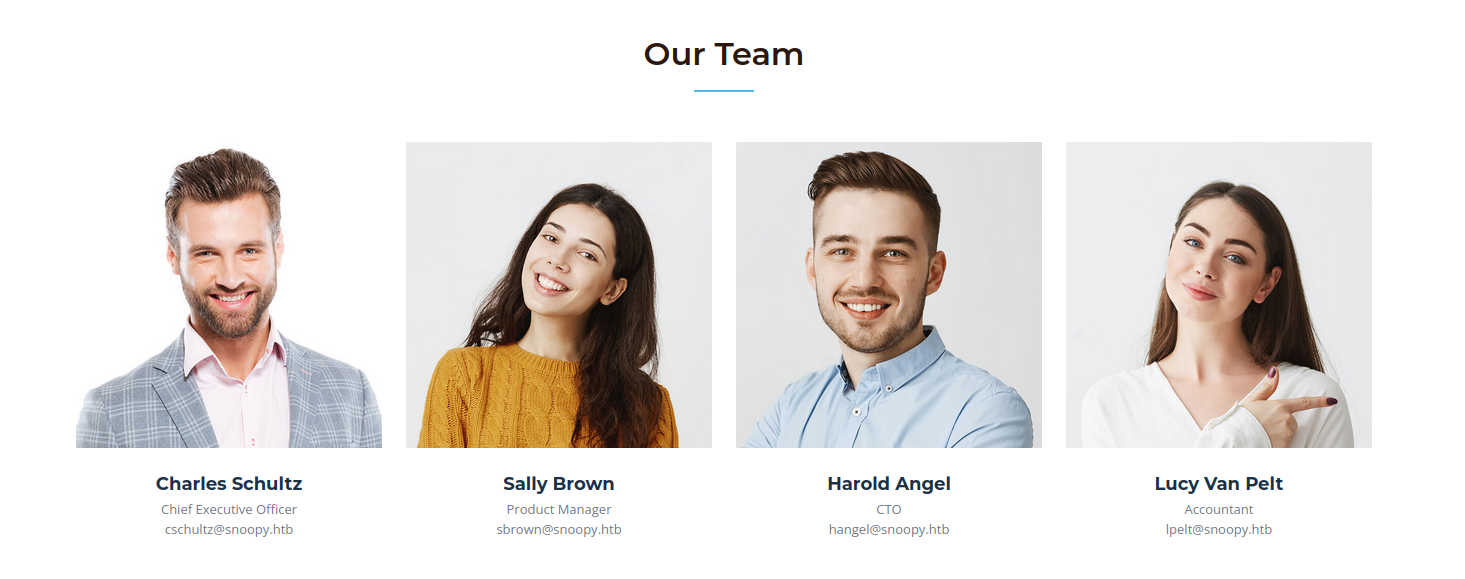 Our Team
Charles Schultz
Chief Executive Officer
cschultz@snoopy.htb
Sally Brown
Product Manager
sbrown@snoopy.htb
Harold Angel
CTO
hangel@snoopy.htb
Lucy Van Pelt
Accountant
lpelt@snoopy.htb